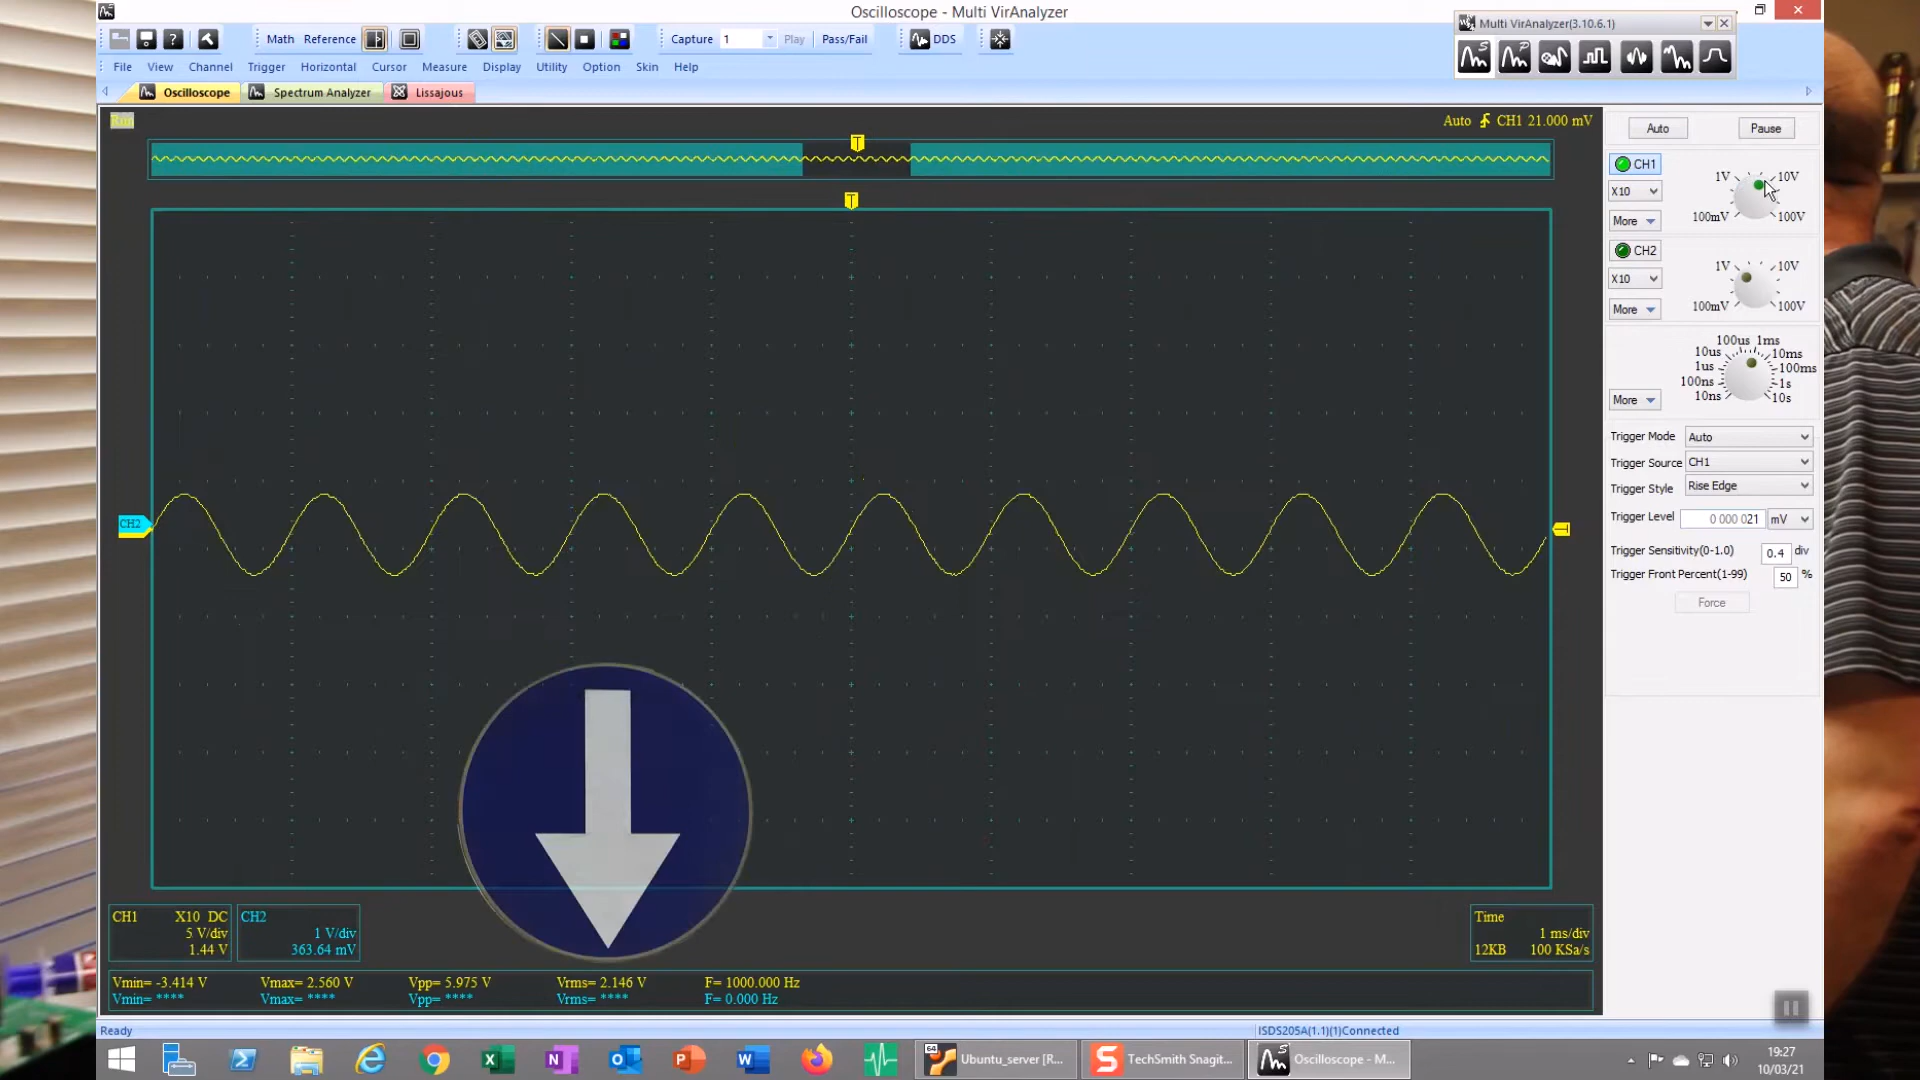 Oscilloscope - Multi VirAnalyzer
Multi VirAnalyzer(3.10.6.1)
Math Reference Capture 1 Play Pass/Fail DDS
File View Channel Trigger Horizontal Cursor Measure Display Utility Option Skin Help
Oscilloscope Spectrum Analyzer Lissajous
Run
Auto CH1 21.000 mV
T
T
Auto Pause
CH1
X10
More
1V 10V
100mV 100V
CH2
X10
More
1V 10V
100mV 100V
100us 1ms
10us 10ms
1us 100ms
100ns 1s
10ns 10s
More
Trigger Mode Auto
Trigger Source CH1
Trigger Style Rise Edge
Trigger Level 0 000 021 mV
Trigger Sensitivity(0-1.0) 0.4 div
Trigger Front Percent(1-99) 50 %
Force
CH2
CH1 X10 DC
5 V/div
1.44 V
CH2
1 V/div
363.64 mV
Time
1 ms/div
12KB 100 KSa/s
Vmin= -3.414 V Vmax= 2.560 V Vpp= 5.975 V Vrms= 2.146 V F= 1000.000 Hz
Vmin= **** Vmax= **** Vpp= **** Vrms= **** F= 0.000 Hz
Ready ISDS205A(1.1)(1)Connected
64
Ubuntu_server [R... TechSmith Snagit... Oscilloscope - M...
19:27
10/03/21